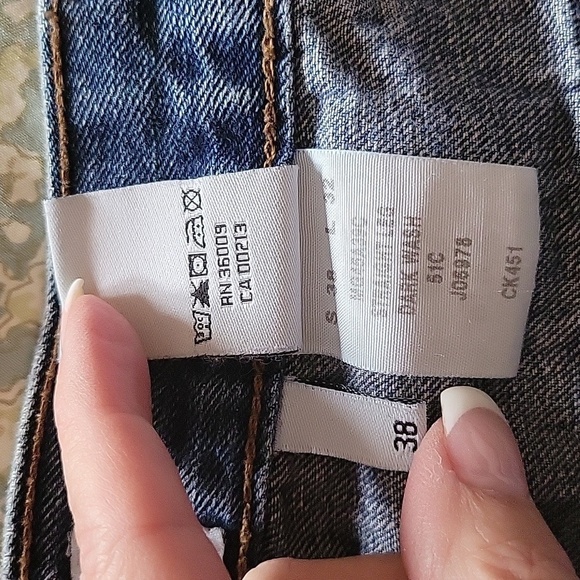 RN 36009
CA 00213
S 38 L 32
STRAIGHT LEG
DARK WASH
51C
J05978
CK451
38